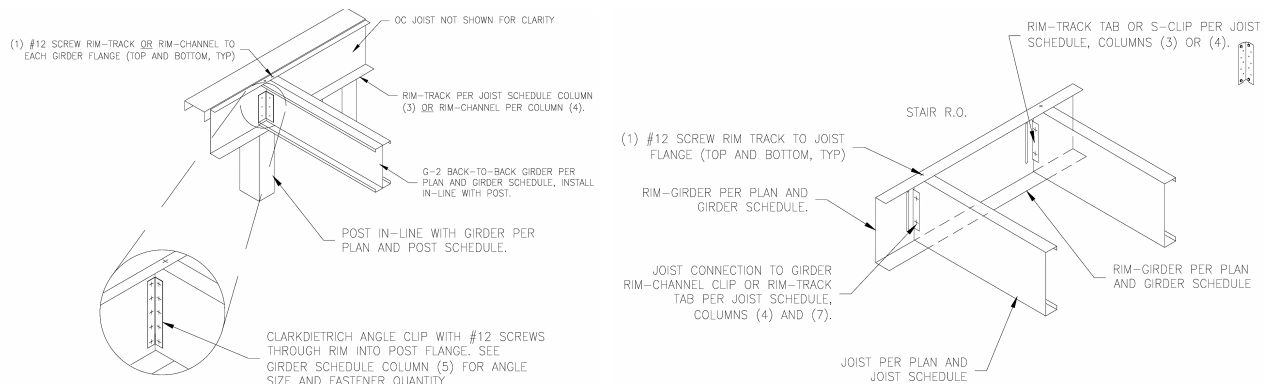 OC JOIST NOT SHOWN FOR CLARITY
(1) #12 SCREW RIM-TRACK OR RIM-CHANNEL TO
EACH GIRDER FLANGE (TOP AND BOTTOM, TYP)
RIM-TRACK PER JOIST SCHEDULE COLUMN
(3) OR RIM-CHANNEL PER COLUMN (4).
G-2 BACK-TO-BACK GIRDER PER
PLAN AND GIRDER SCHEDULE, INSTALL
IN-LINE WITH POST.
POST IN-LINE WITH GIRDER PER
PLAN AND POST SCHEDULE.
CLARKDIETRICH ANGLE CLIP WITH #12 SCREWS
THROUGH RIM INTO POST FLANGE. SEE
GIRDER SCHEDULE COLUMN (5) FOR ANGLE
SIZE AND FASTENER QUANTITY
RIM-TRACK TAB OR S-CLIP PER JOIST
SCHEDULE, COLUMNS (3) OR (4).
STAIR R.O.
(1) #12 SCREW RIM TRACK TO JOIST
FLANGE (TOP AND BOTTOM, TYP)
RIM-GIRDER PER PLAN AND
GIRDER SCHEDULE.
JOIST CONNECTION TO GIRDER
RIM-CHANNEL CLIP OR RIM-TRACK
TAB PER JOIST SCHEDULE,
COLUMNS (4) AND (7).
RIM-GIRDER PER PLAN
AND GIRDER SCHEDULE
JOIST PER PLAN AND
JOIST SCHEDULE